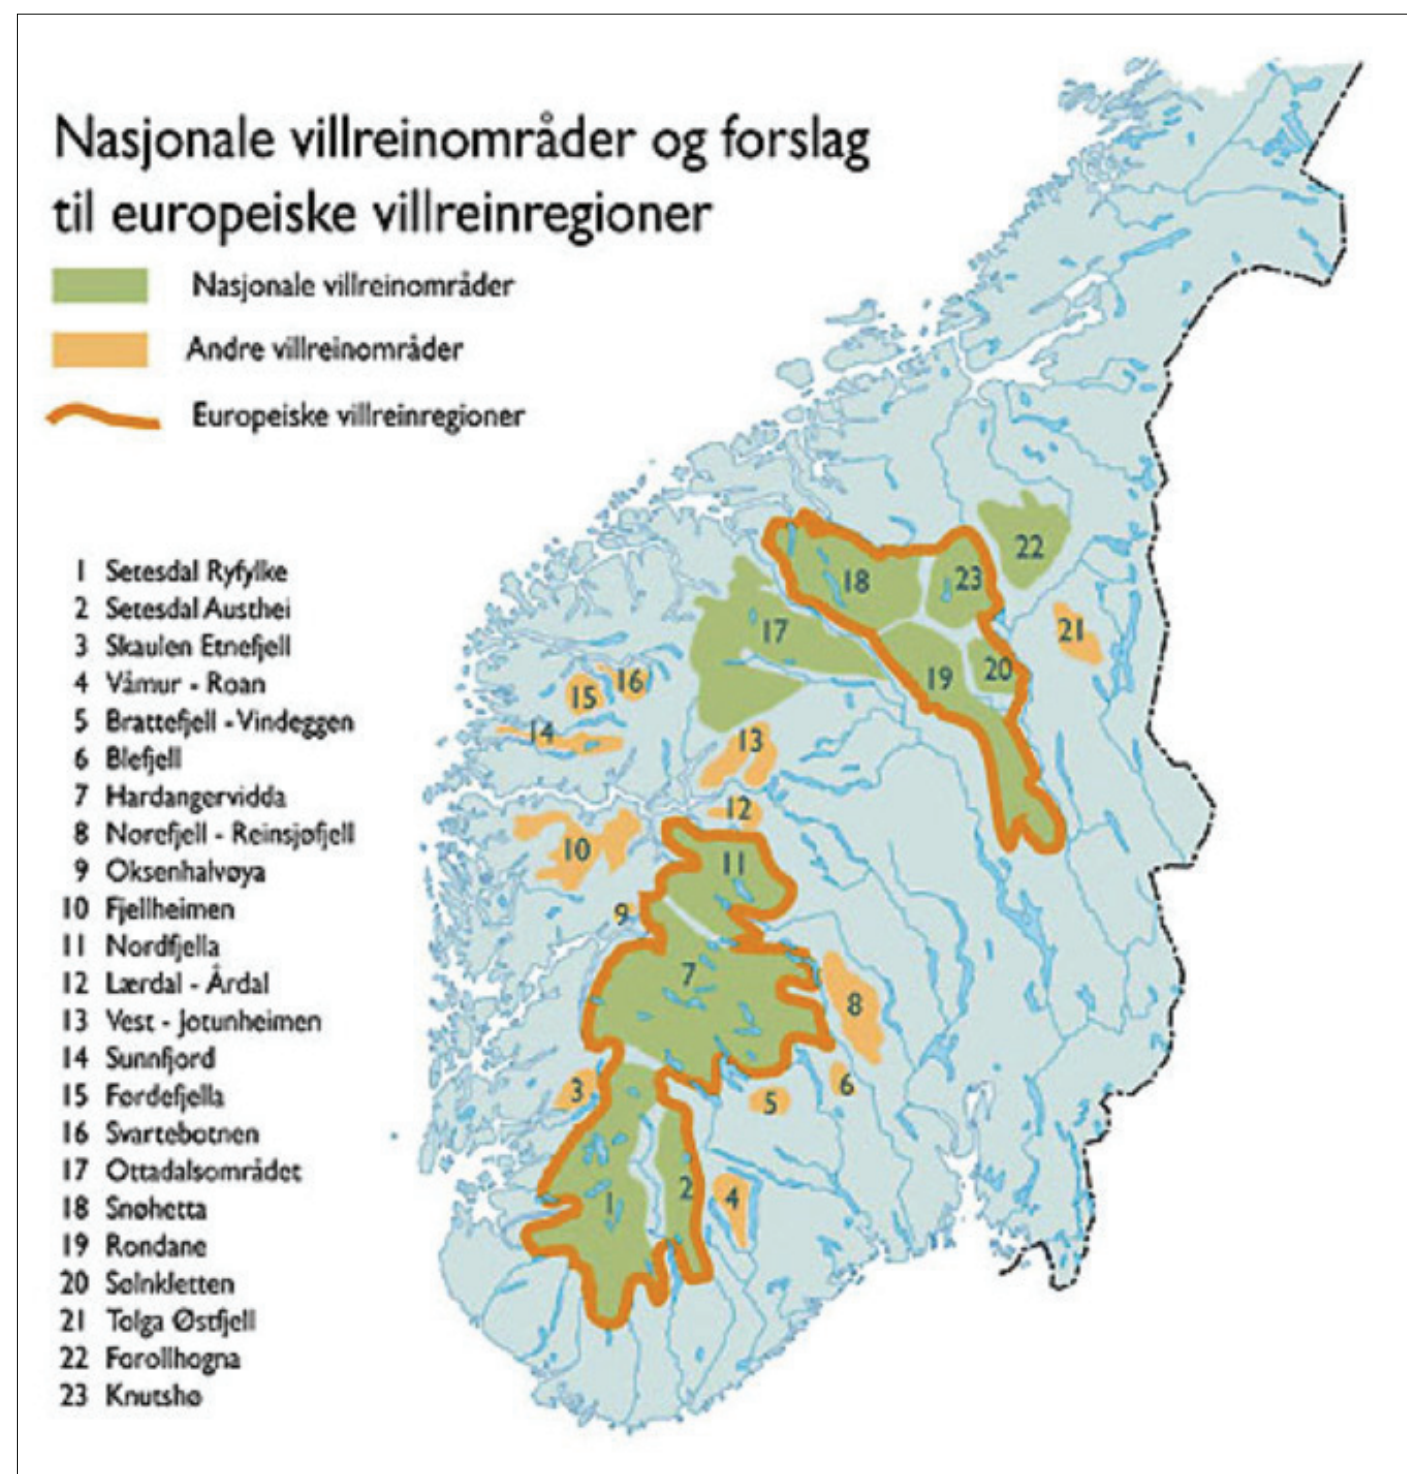 Nasjonale villreinområder og forslag
til europeiske villreinregioner
Nasjonale villreinområder
Andre villreinområder
Europeiske villreinregioner
1 Setesdal Ryfylke
2 Setesdal Austhei
3 Skaulen Etnefjell
4 Våmur - Roan
5 Brattefjell - Vindeggen
6 Blefjell
7 Hardangervidda
8 Norefjell - Reinsjøfjell
9 Oksenhalvøya
10 Fjellheimen
11 Nordfjella
12 Lærdal - Årdal
13 Vest - Jotunheimen
14 Sunnfjord
15 Førdefjella
16 Svartebotnen
17 Ottadalsområdet
18 Snøhetta
19 Rondane
20 Sølnkletten
21 Tolga Østfjell
22 Forollhogna
23 Knutshø
22
18
23
17
21
19
20
16
15
14
13
12
10
11
9
7
8
6
3
5
2
4
1